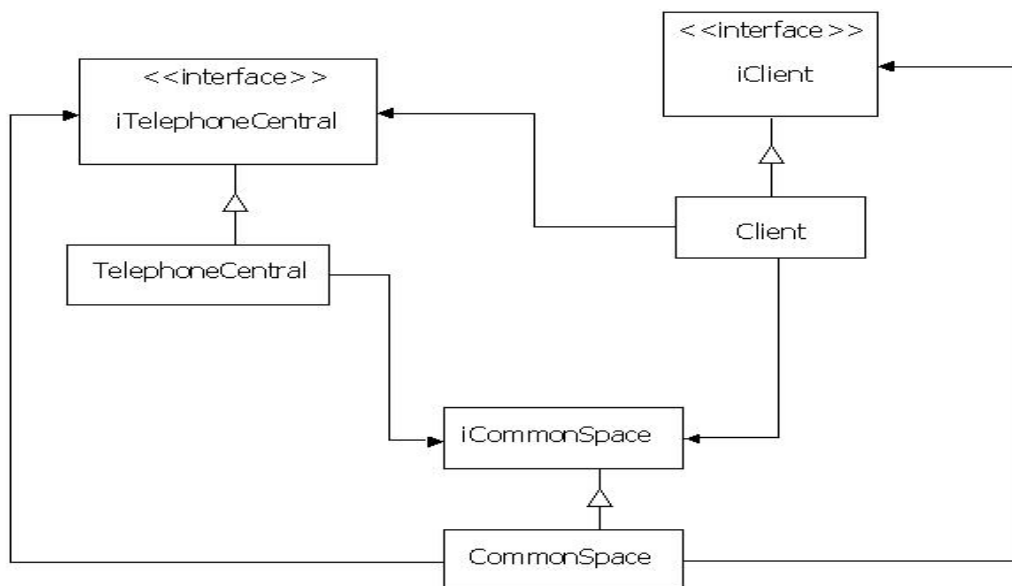 <<interface>>
iClient
<<interface>>
iTelephoneCentral
Client
TelephoneCentral
iCommonSpace
CommonSpace